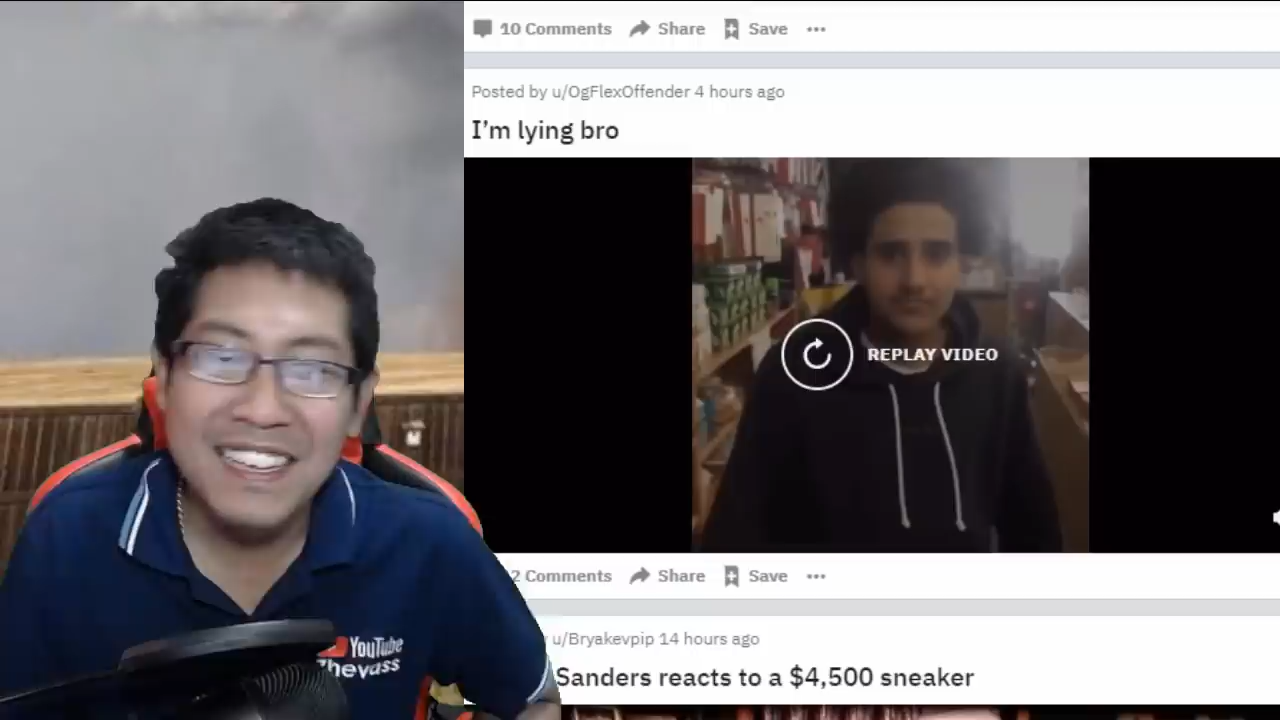 10 Comments Share Save
Posted by u/OgFlexOffender 4 hours ago
I'm lying bro
REPLAY VIDEO
2 Comments Share Save
u/Bryakevpip 14 hours ago
Sanders reacts to a $4,500 sneaker
YouTube
Zhevass